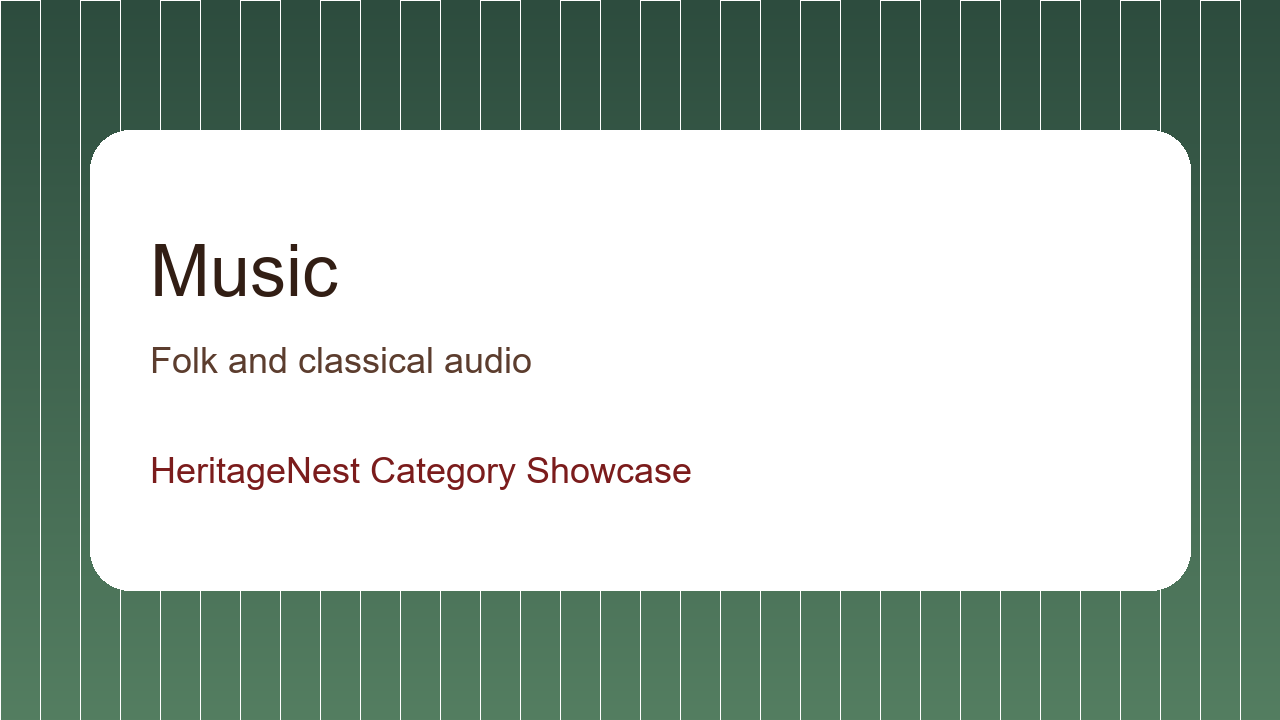 Music
Folk and classical audio
HeritageNest Category Showcase